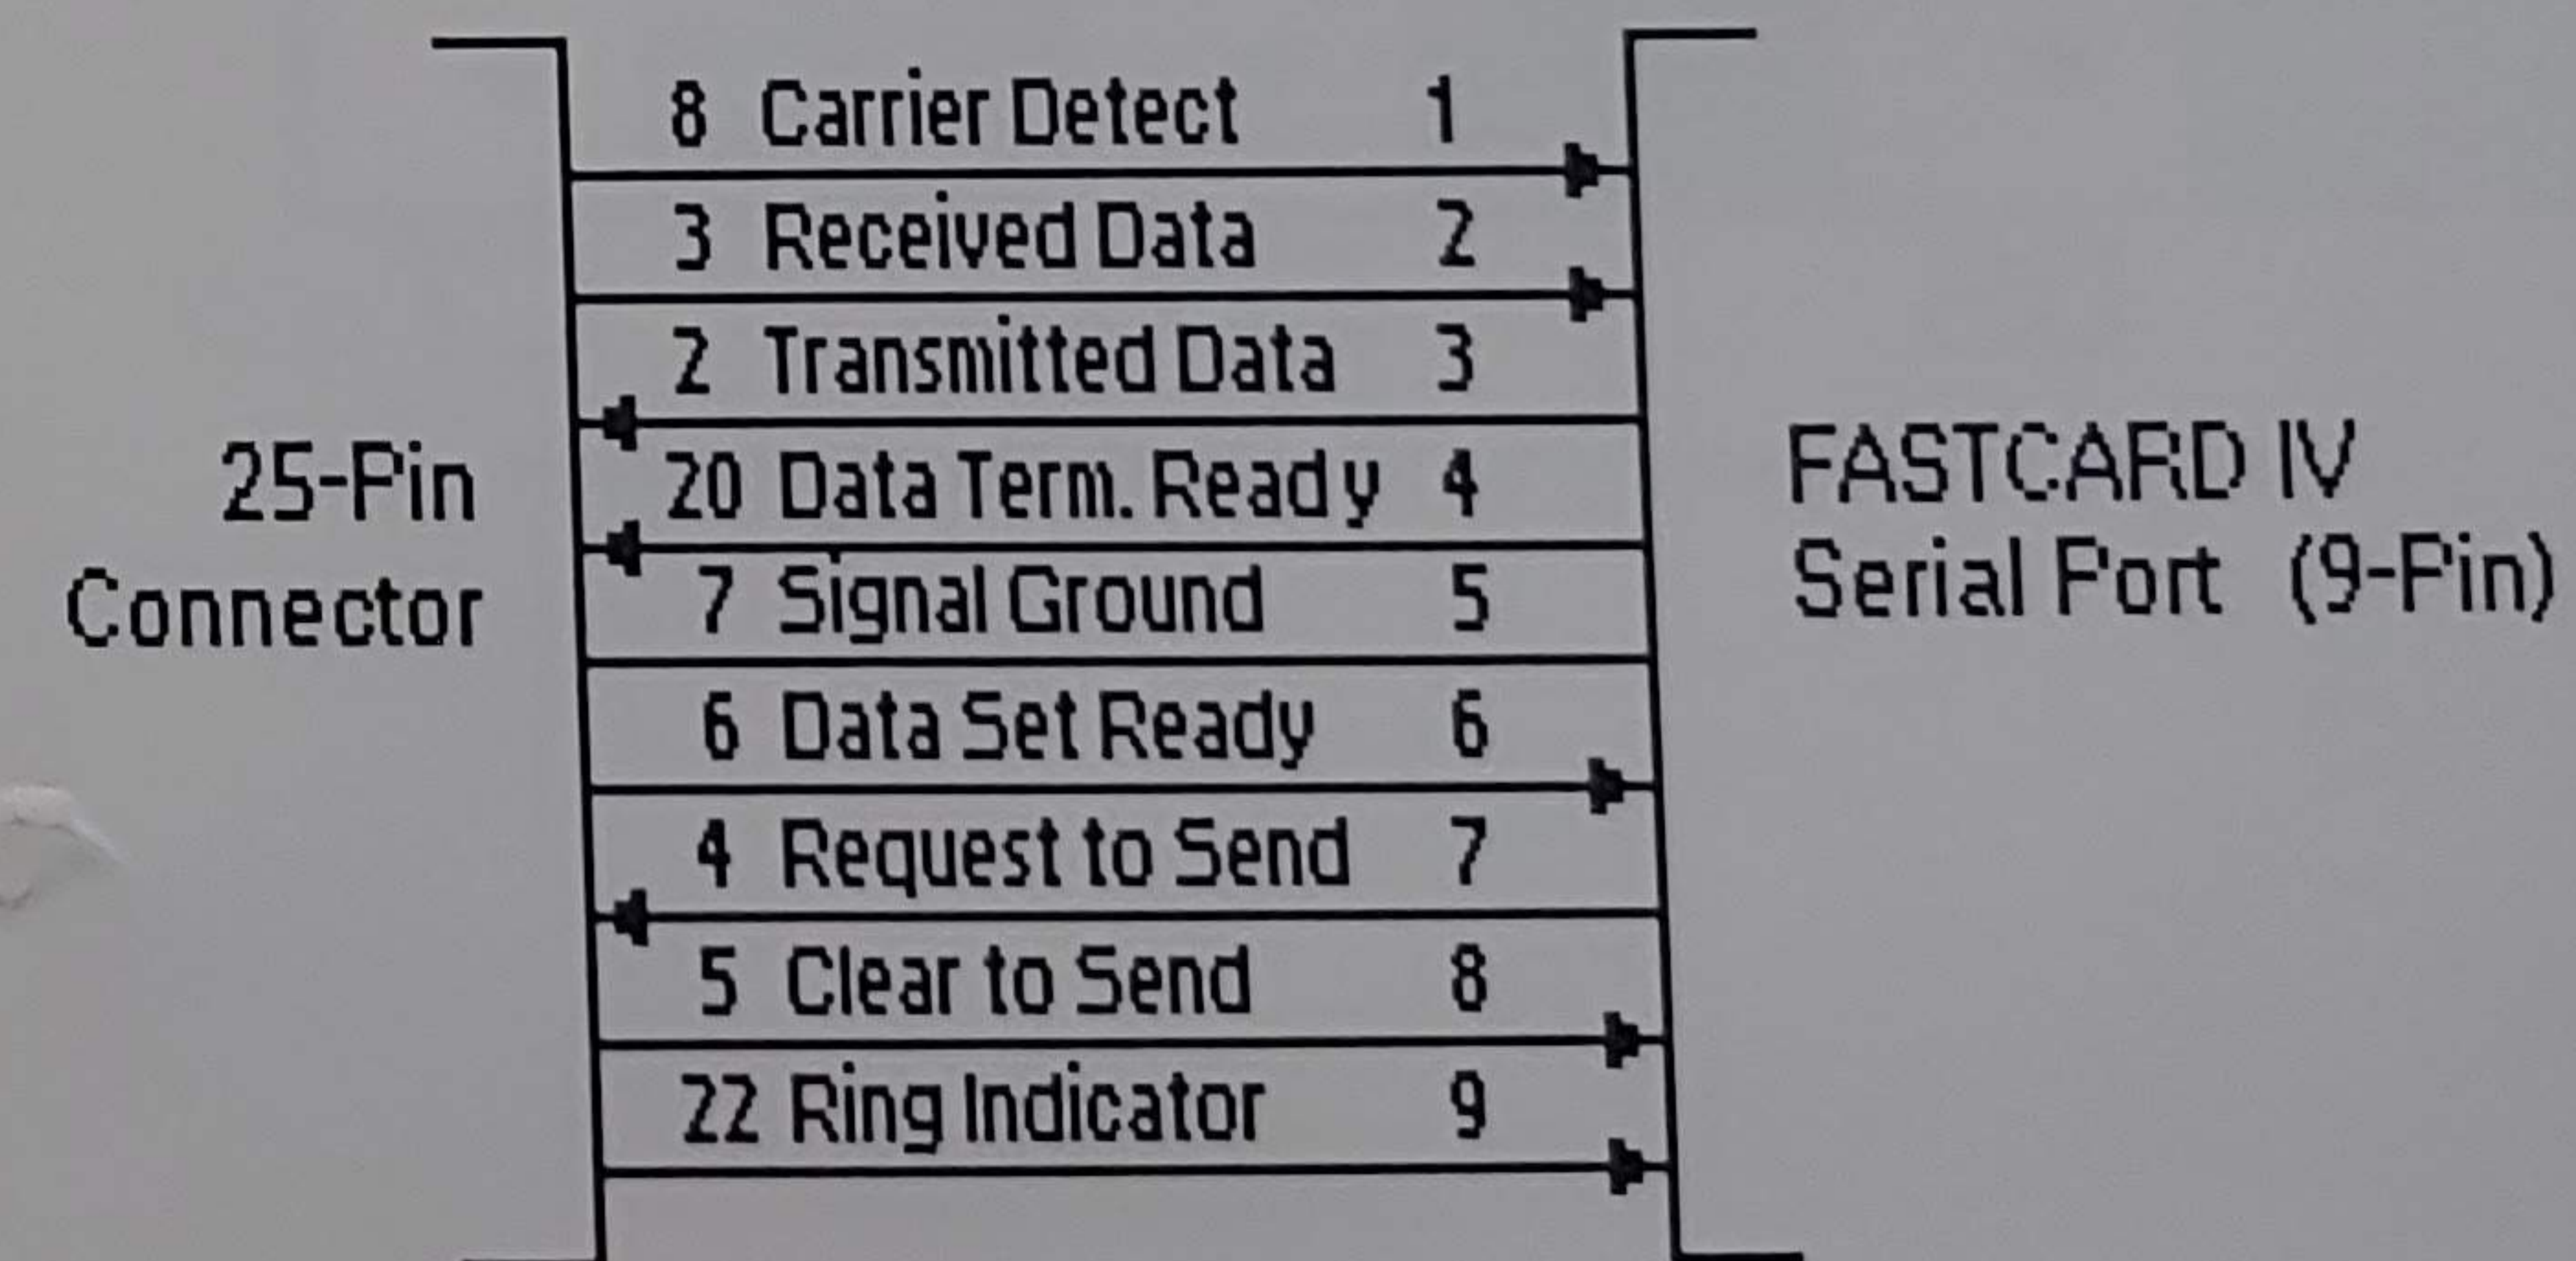 8 Carrier Detect 1
3 Received Data 2
2 Transmitted Data 3
20 Data Term. Ready 4
7 Signal Ground 5
6 Data Set Ready 6
4 Request to Send 7
5 Clear to Send 8
22 Ring Indicator 9
25-Pin
Connector
FASTCARD IV
Serial Port (9-Pin)